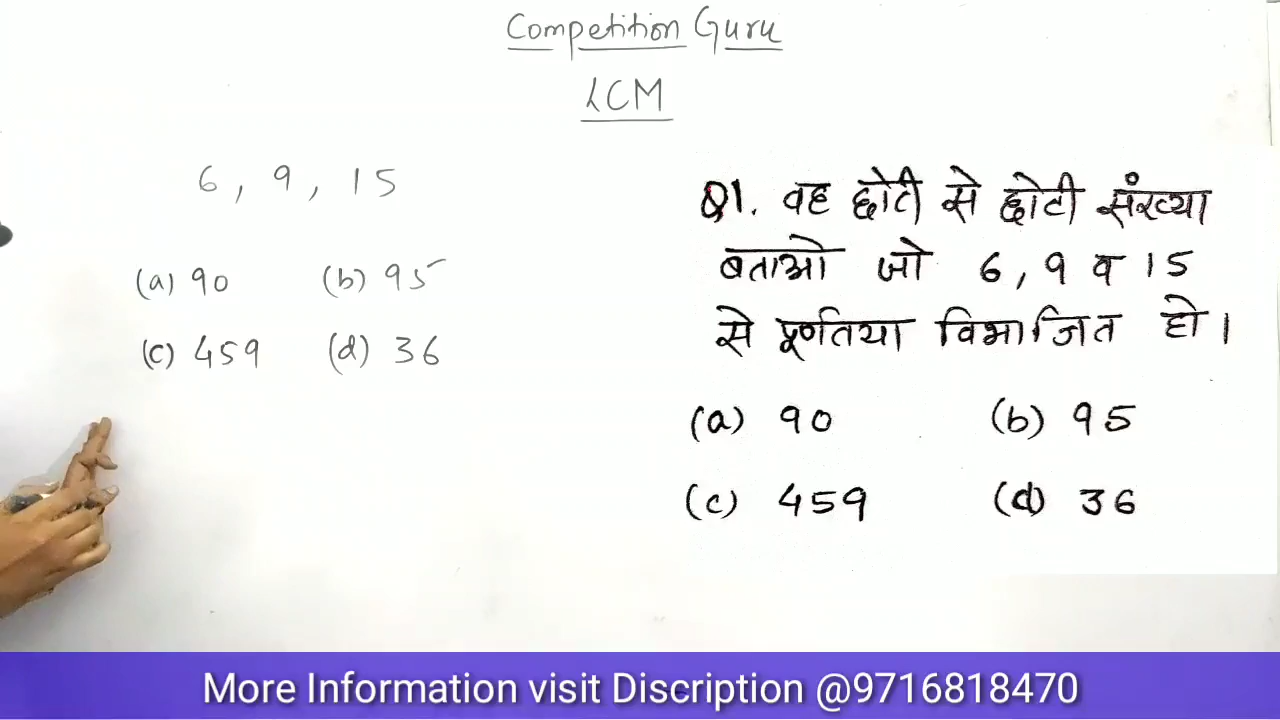 Competition Guru
LCM
6, 9, 15
(a) 90 (b) 95
(c) 459 (d) 36
Q1. वह छोटी से छोटी संख्या
बताओ जो 6, 9 व 15
से पूर्णतया विभाजित हो।
(a) 90 (b) 95
(c) 459 (d) 36
More Information visit Discription @9716818470